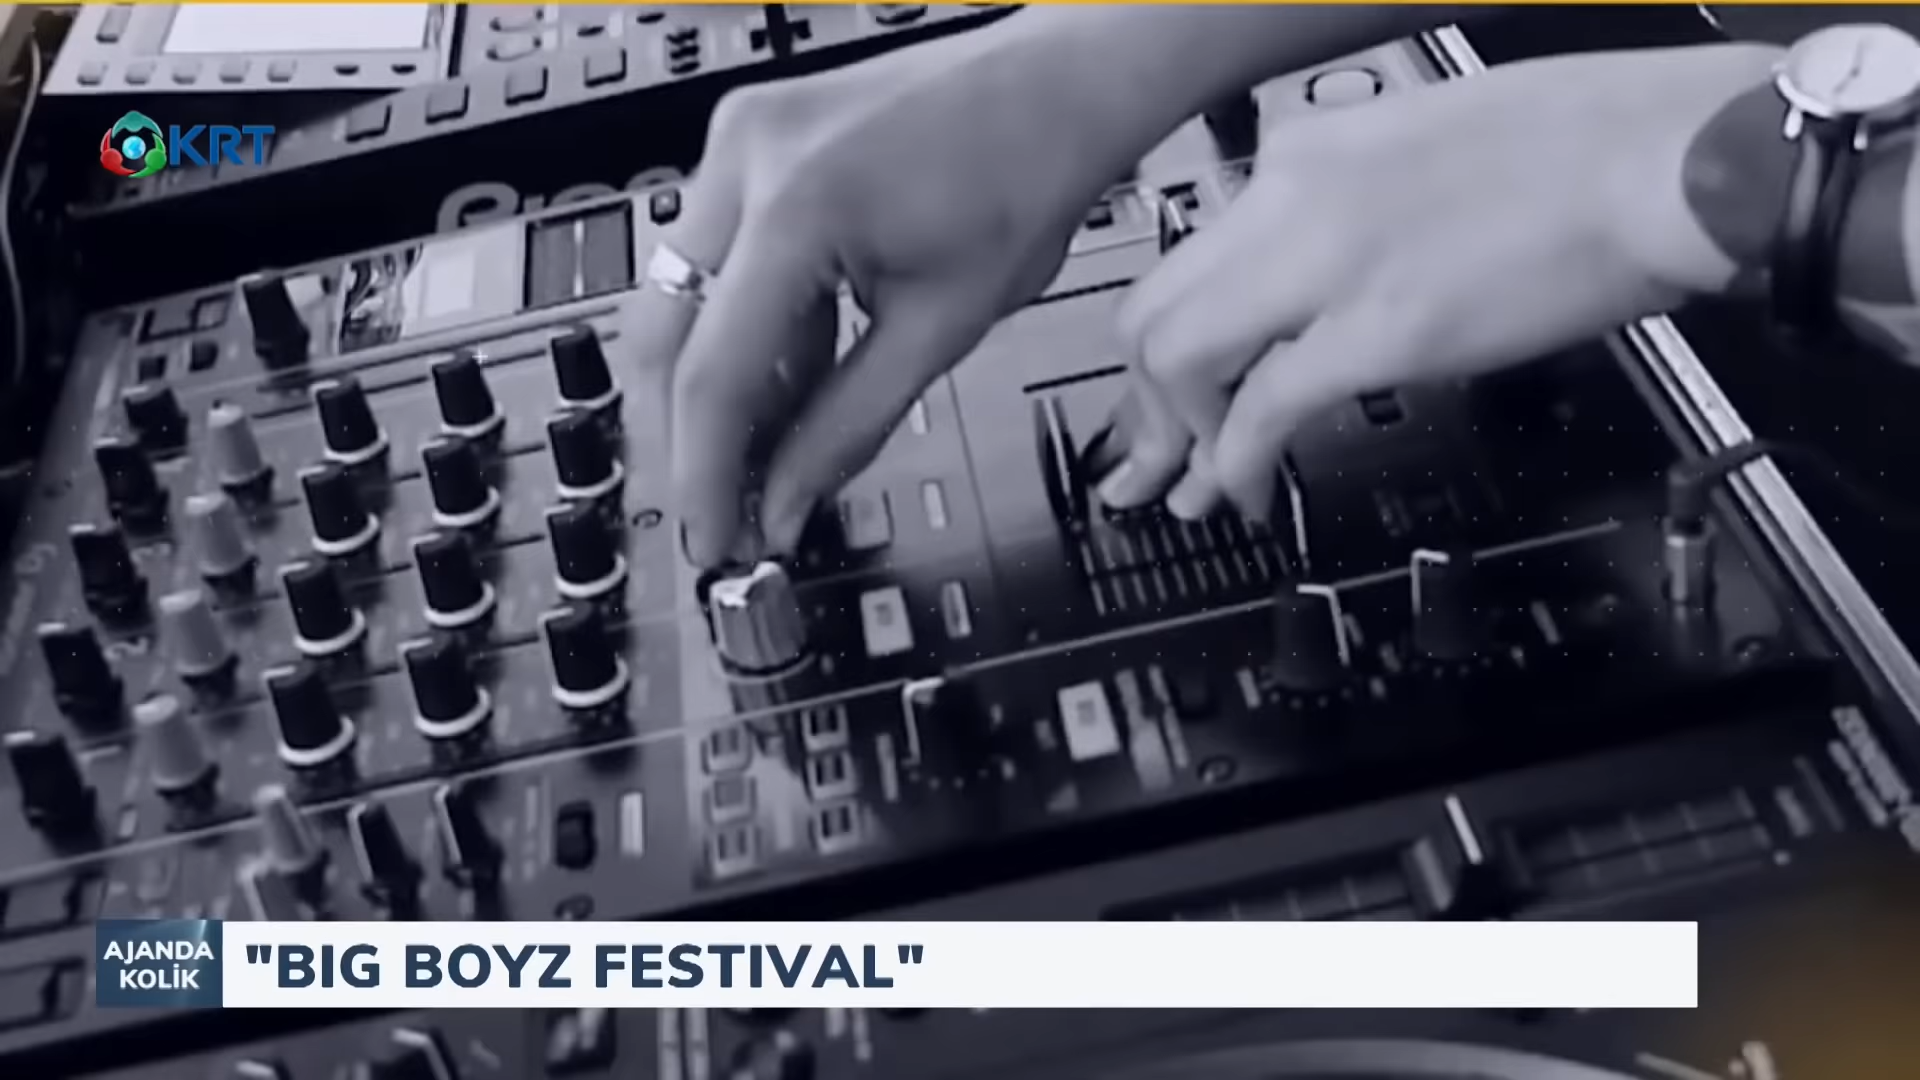 KRT
AJANDA
KOLİK
"BIG BOYZ FESTIVAL"